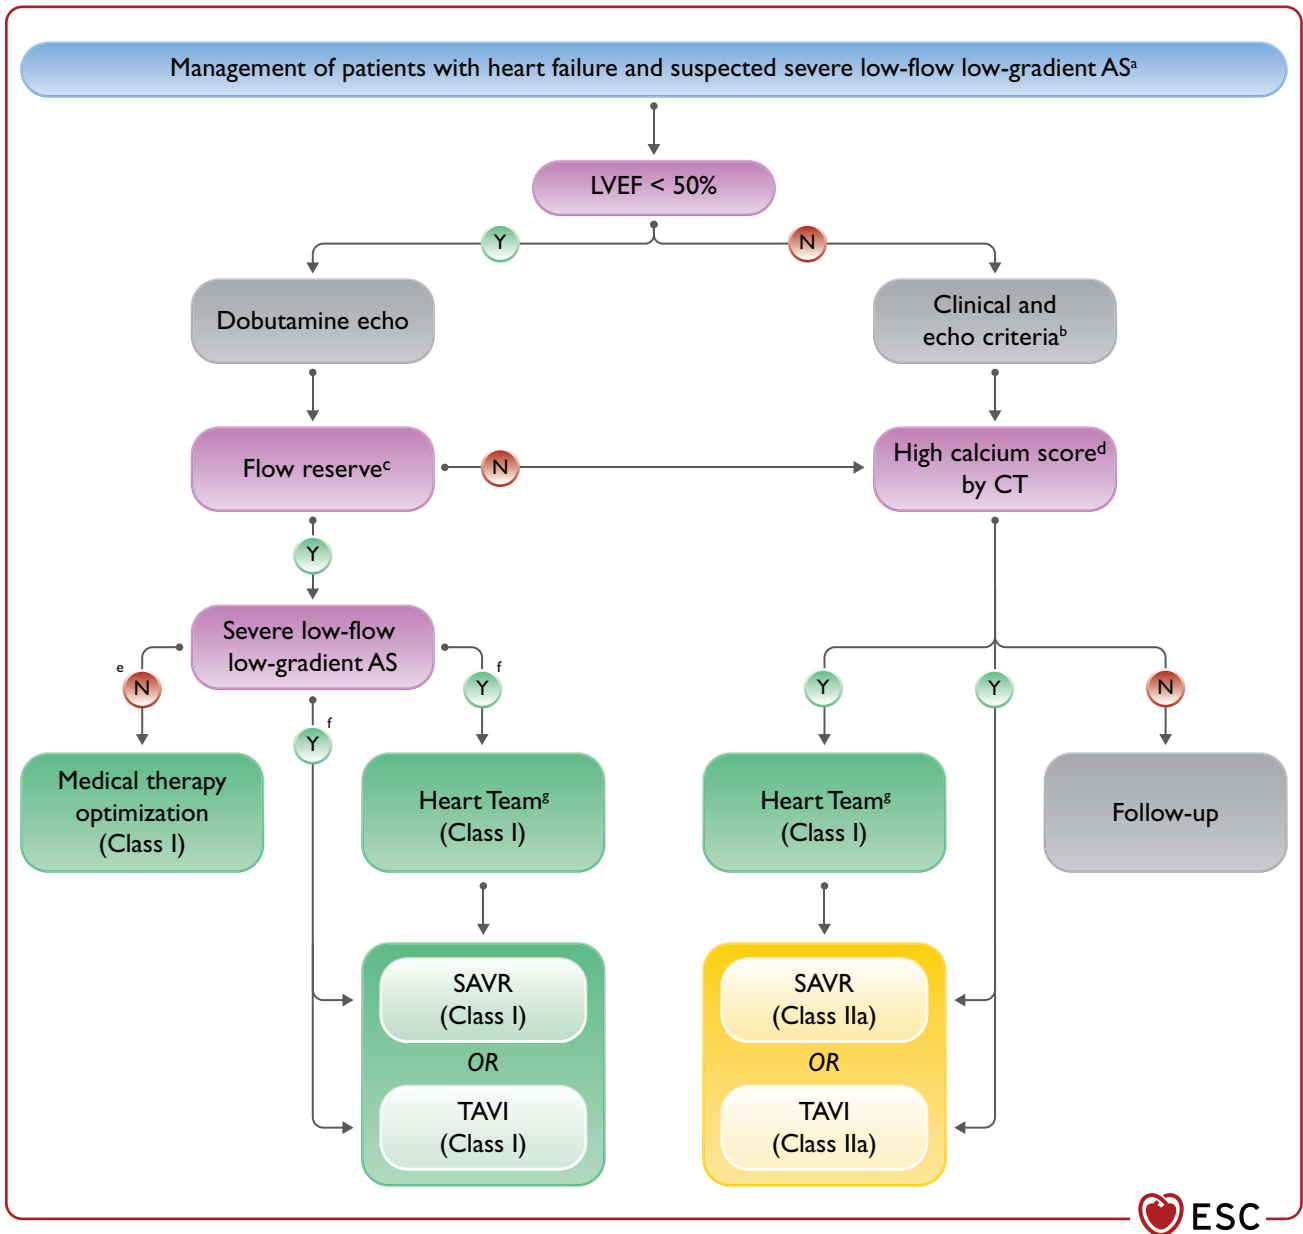 Management of patients with heart failure and suspected severe low-flow low-gradient ASᵃ
LVEF < 50%
Y
N
Dobutamine echo
Clinical and
echo criteriaᵇ
Flow reserveᶜ
N
High calcium scoreᵈ
by CT
Y
Severe low-flow
low-gradient AS
e
N
f
Y
f
Y
Y
Y
N
Medical therapy
optimization
(Class I)
Heart Teamᵍ
(Class I)
Heart Teamᵍ
(Class I)
Follow-up
SAVR
(Class I)
OR
TAVI
(Class I)
SAVR
(Class IIa)
OR
TAVI
(Class IIa)
ESC